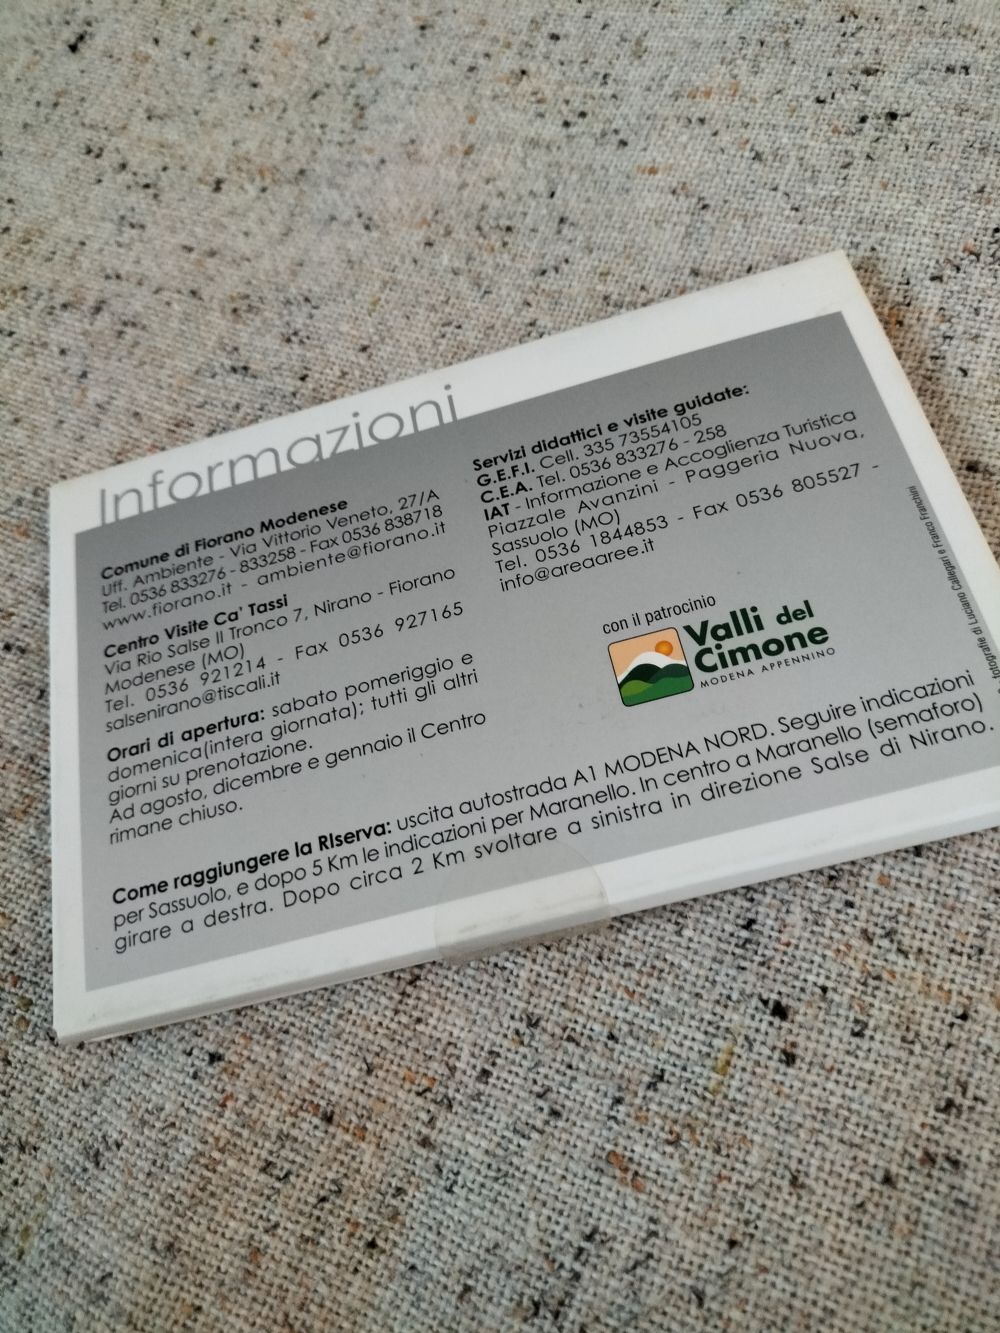 Informazioni
Comune di Fiorano Modenese
Uff. Ambiente - Via Vittorio Veneto, 27/A
Tel. 0536 833276 - 833258 - Fax 0536 838718
www.fiorano.it - ambiente@fiorano.it
Centro Visite Ca' Tassi
Via Rio Salse II Tronco 7, Nirano - Fiorano
Modenese (MO)
Tel. 0536 921214 - Fax 0536 927165
salsenirano@tiscali.it
Orari di apertura: sabato pomeriggio e
domenica(intera giornata); tutti gli altri
giorni su prenotazione.
Ad agosto, dicembre e gennaio il Centro
rimane chiuso.
Servizi didattici e visite guidate:
G.E.F.I. Cell. 335 73554105
C.E.A. Tel. 0536 833276 - 258
IAT - Informazione e Accoglienza Turistica
Piazzale Avanzini - Paggeria Nuova,
Sassuolo (MO)
Tel. 0536 1844853 - Fax 0536 805527 -
info@areaaree.it
con il patrocinio
Valli del
Cimone
MODENA APPENNINO
Come raggiungere la RIserva: uscita autostrada A1 MODENA NORD. Seguire indicazioni
per Sassuolo, e dopo 5 Km le indicazioni per Maranello. In centro a Maranello (semaforo)
girare a destra. Dopo circa 2 Km svoltare a sinistra in direzione Salse di Nirano.
fotografie di Luciano Callegari e Franco Franchini